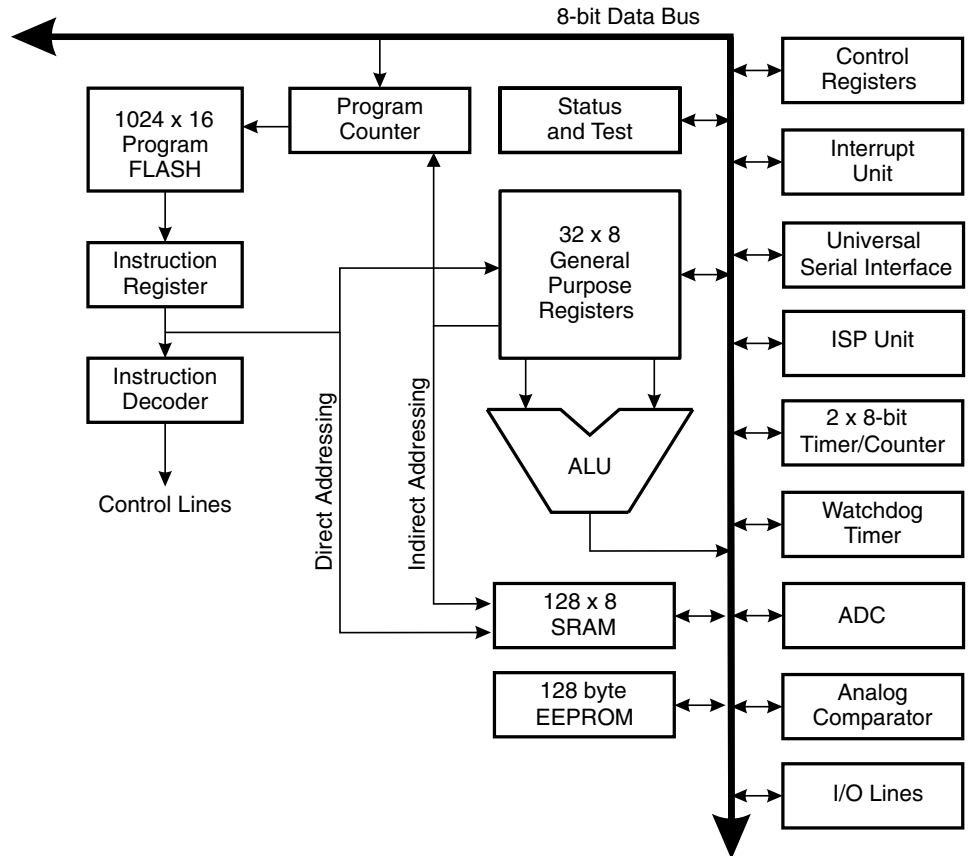 8-bit Data Bus
1024 x 16
Program
FLASH
Program
Counter
Status
and Test
Control
Registers
Interrupt
Unit
Instruction
Register
32 x 8
General
Purpose
Registers
Universal
Serial Interface
ISP Unit
Instruction
Decoder
Control Lines
Direct Addressing
Indirect Addressing
ALU
2 x 8-bit
Timer/Counter
Watchdog
Timer
128 x 8
SRAM
ADC
128 byte
EEPROM
Analog
Comparator
I/O Lines